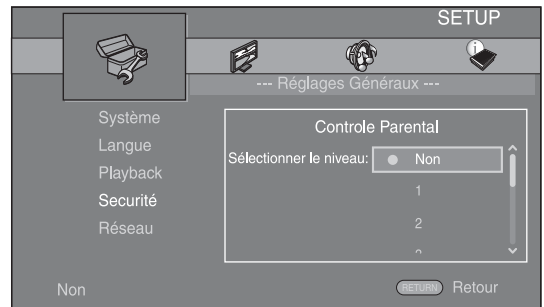 SETUP
--- Réglages Généraux ---
Système
Langue
Playback
Securité
Réseau
Controle Parental
Sélectionner le niveau:
Non
1
2
Non
RETURN Retour